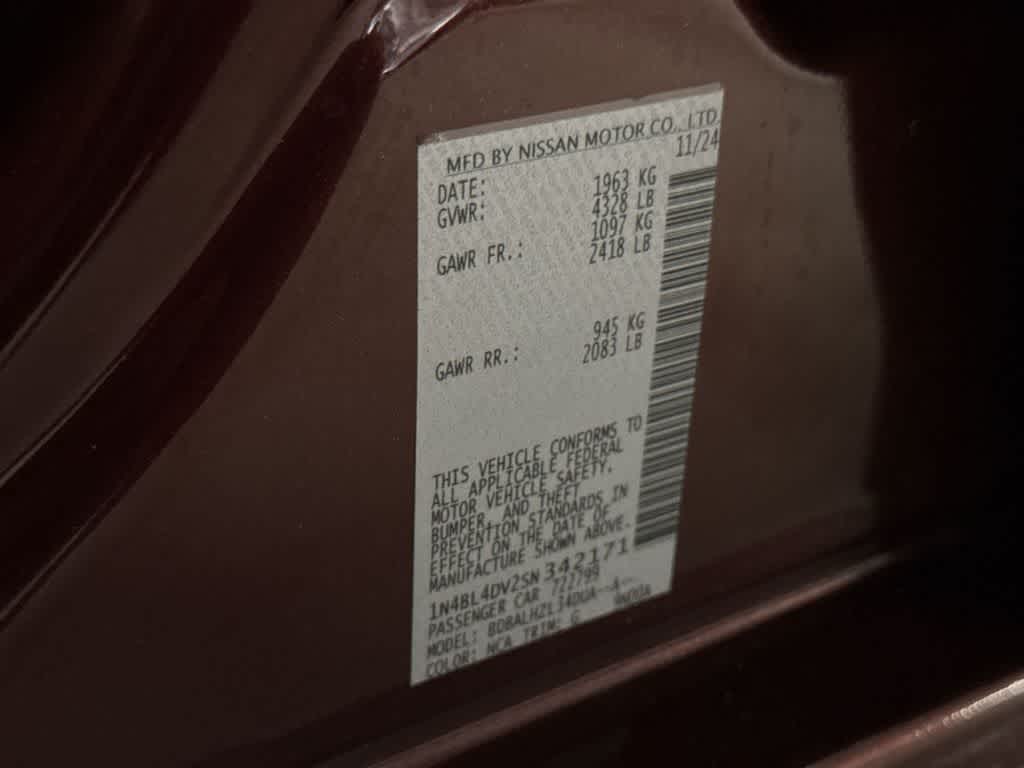 MFD BY NISSAN MOTOR CO., LTD.
DATE: 11/24
GVWR: 1963 KG
4328 LB
GAWR FR.: 1097 KG
2418 LB
GAWR RR.: 945 KG
2083 LB
THIS VEHICLE CONFORMS TO
ALL APPLICABLE FEDERAL
MOTOR VEHICLE SAFETY,
BUMPER, AND THEFT
PREVENTION STANDARDS IN
EFFECT ON THE DATE OF
MANUFACTURE SHOWN ABOVE.
1N4BL4DV2SN342171
PASSENGER CAR 722799
MODEL:
COLOR: NCA TRIM: G